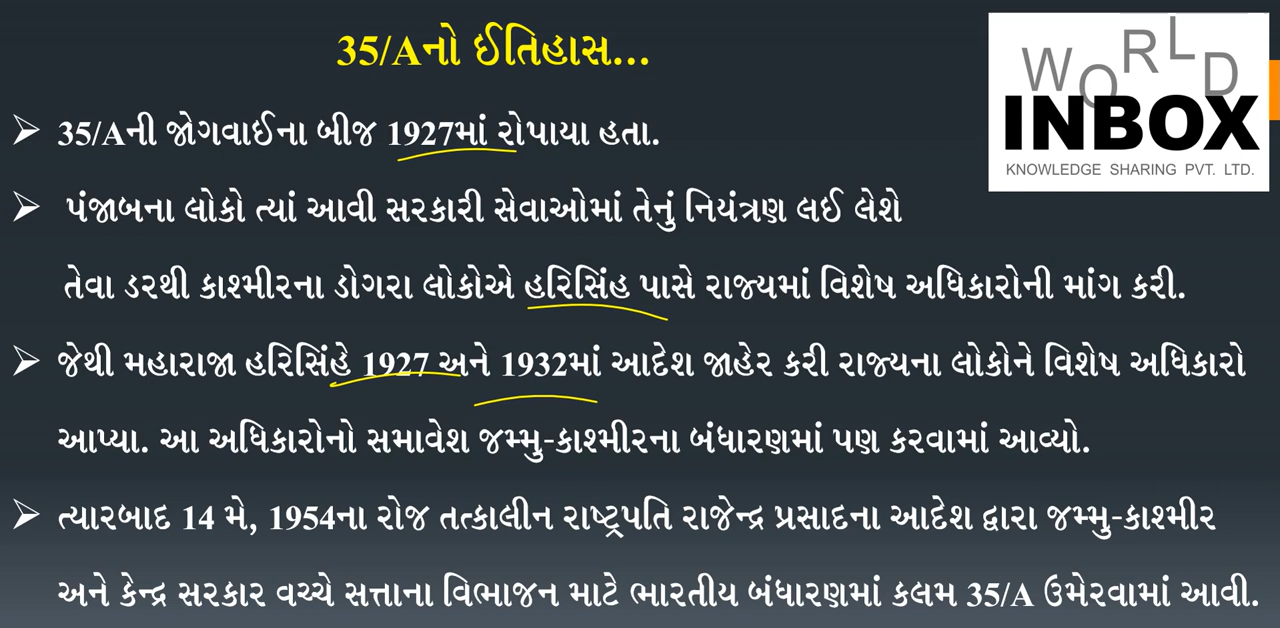 35/Aનો ઈતિહાસ...
WORLD
INBOX
KNOWLEDGE SHARING PVT. LTD.
➢ 35/Aની જોગવાઈના બીજ 1927માં રોપાયા હતા.
➢ પંજાબના લોકો ત્યાં આવી સરકારી સેવાઓમાં તેનું નિયંત્રણ લઈ લેશે
તેવા ડરથી કાશ્મીરના ડોગરા લોકોએ હરિસિંહ પાસે રાજ્યમાં વિશેષ અધિકારોની માંગ કરી.
➢ જેથી મહારાજા હરિસિંહે 1927 અને 1932માં આદેશ જાહેર કરી રાજ્યના લોકોને વિશેષ અધિકારો
આપ્યા. આ અધિકારોનો સમાવેશ જમ્મુ-કાશ્મીરના બંધારણમાં પણ કરવામાં આવ્યો.
➢ ત્યારબાદ 14 મે, 1954ના રોજ તત્કાલીન રાષ્ટ્રપતિ રાજેન્દ્ર પ્રસાદના આદેશ દ્વારા જમ્મુ-કાશ્મીર
અને કેન્દ્ર સરકાર વચ્ચે સત્તાના વિભાજન માટે ભારતીય બંધારણમાં કલમ 35/A ઉમેરવામાં આવી.